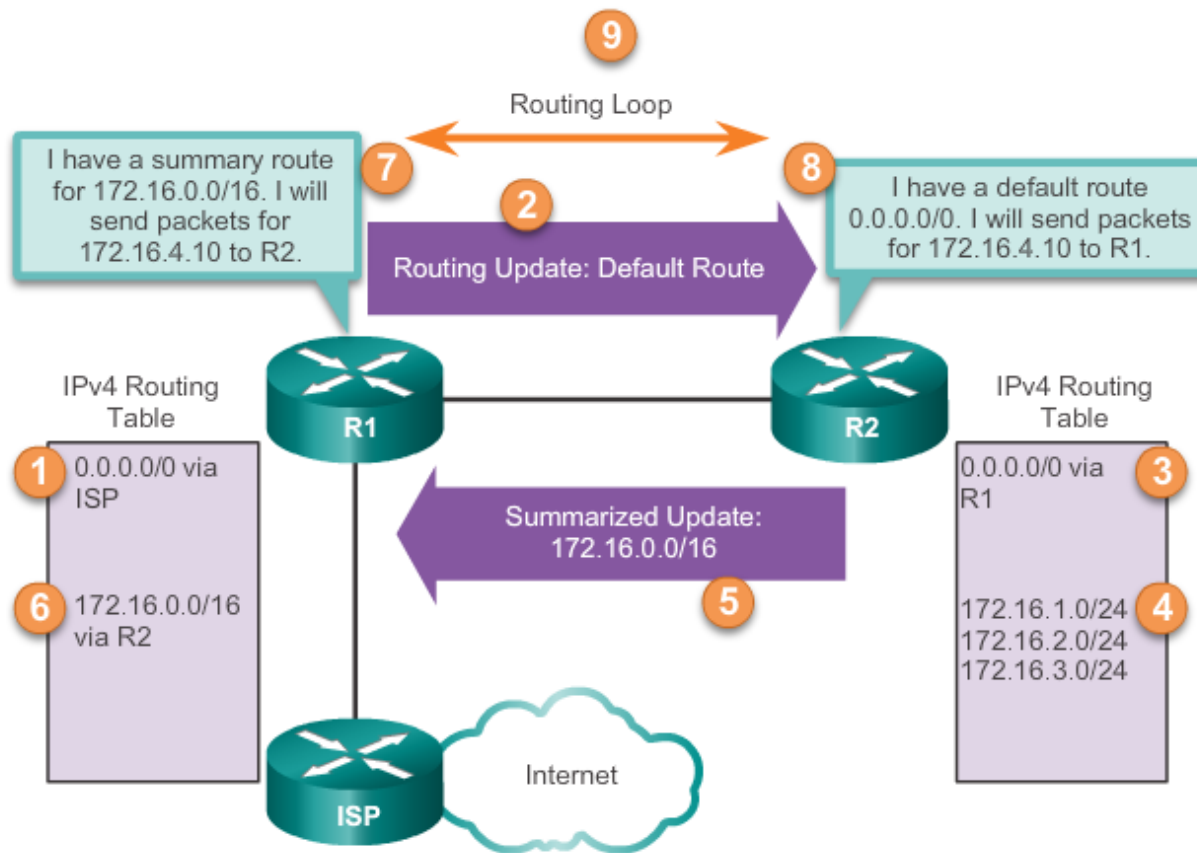 9
Routing Loop
7
I have a summary route
for 172.16.0.0/16. I will
send packets for
172.16.4.10 to R2.
8
I have a default route
0.0.0.0/0. I will send packets
for 172.16.4.10 to R1.
2
Routing Update: Default Route
IPv4 Routing
Table
R1
R2
IPv4 Routing
Table
1
0.0.0.0/0 via
ISP
6
172.16.0.0/16
via R2
Summarized Update:
172.16.0.0/16
5
0.0.0.0/0 via
R1
3
172.16.1.0/24
172.16.2.0/24
172.16.3.0/24
4
ISP
Internet